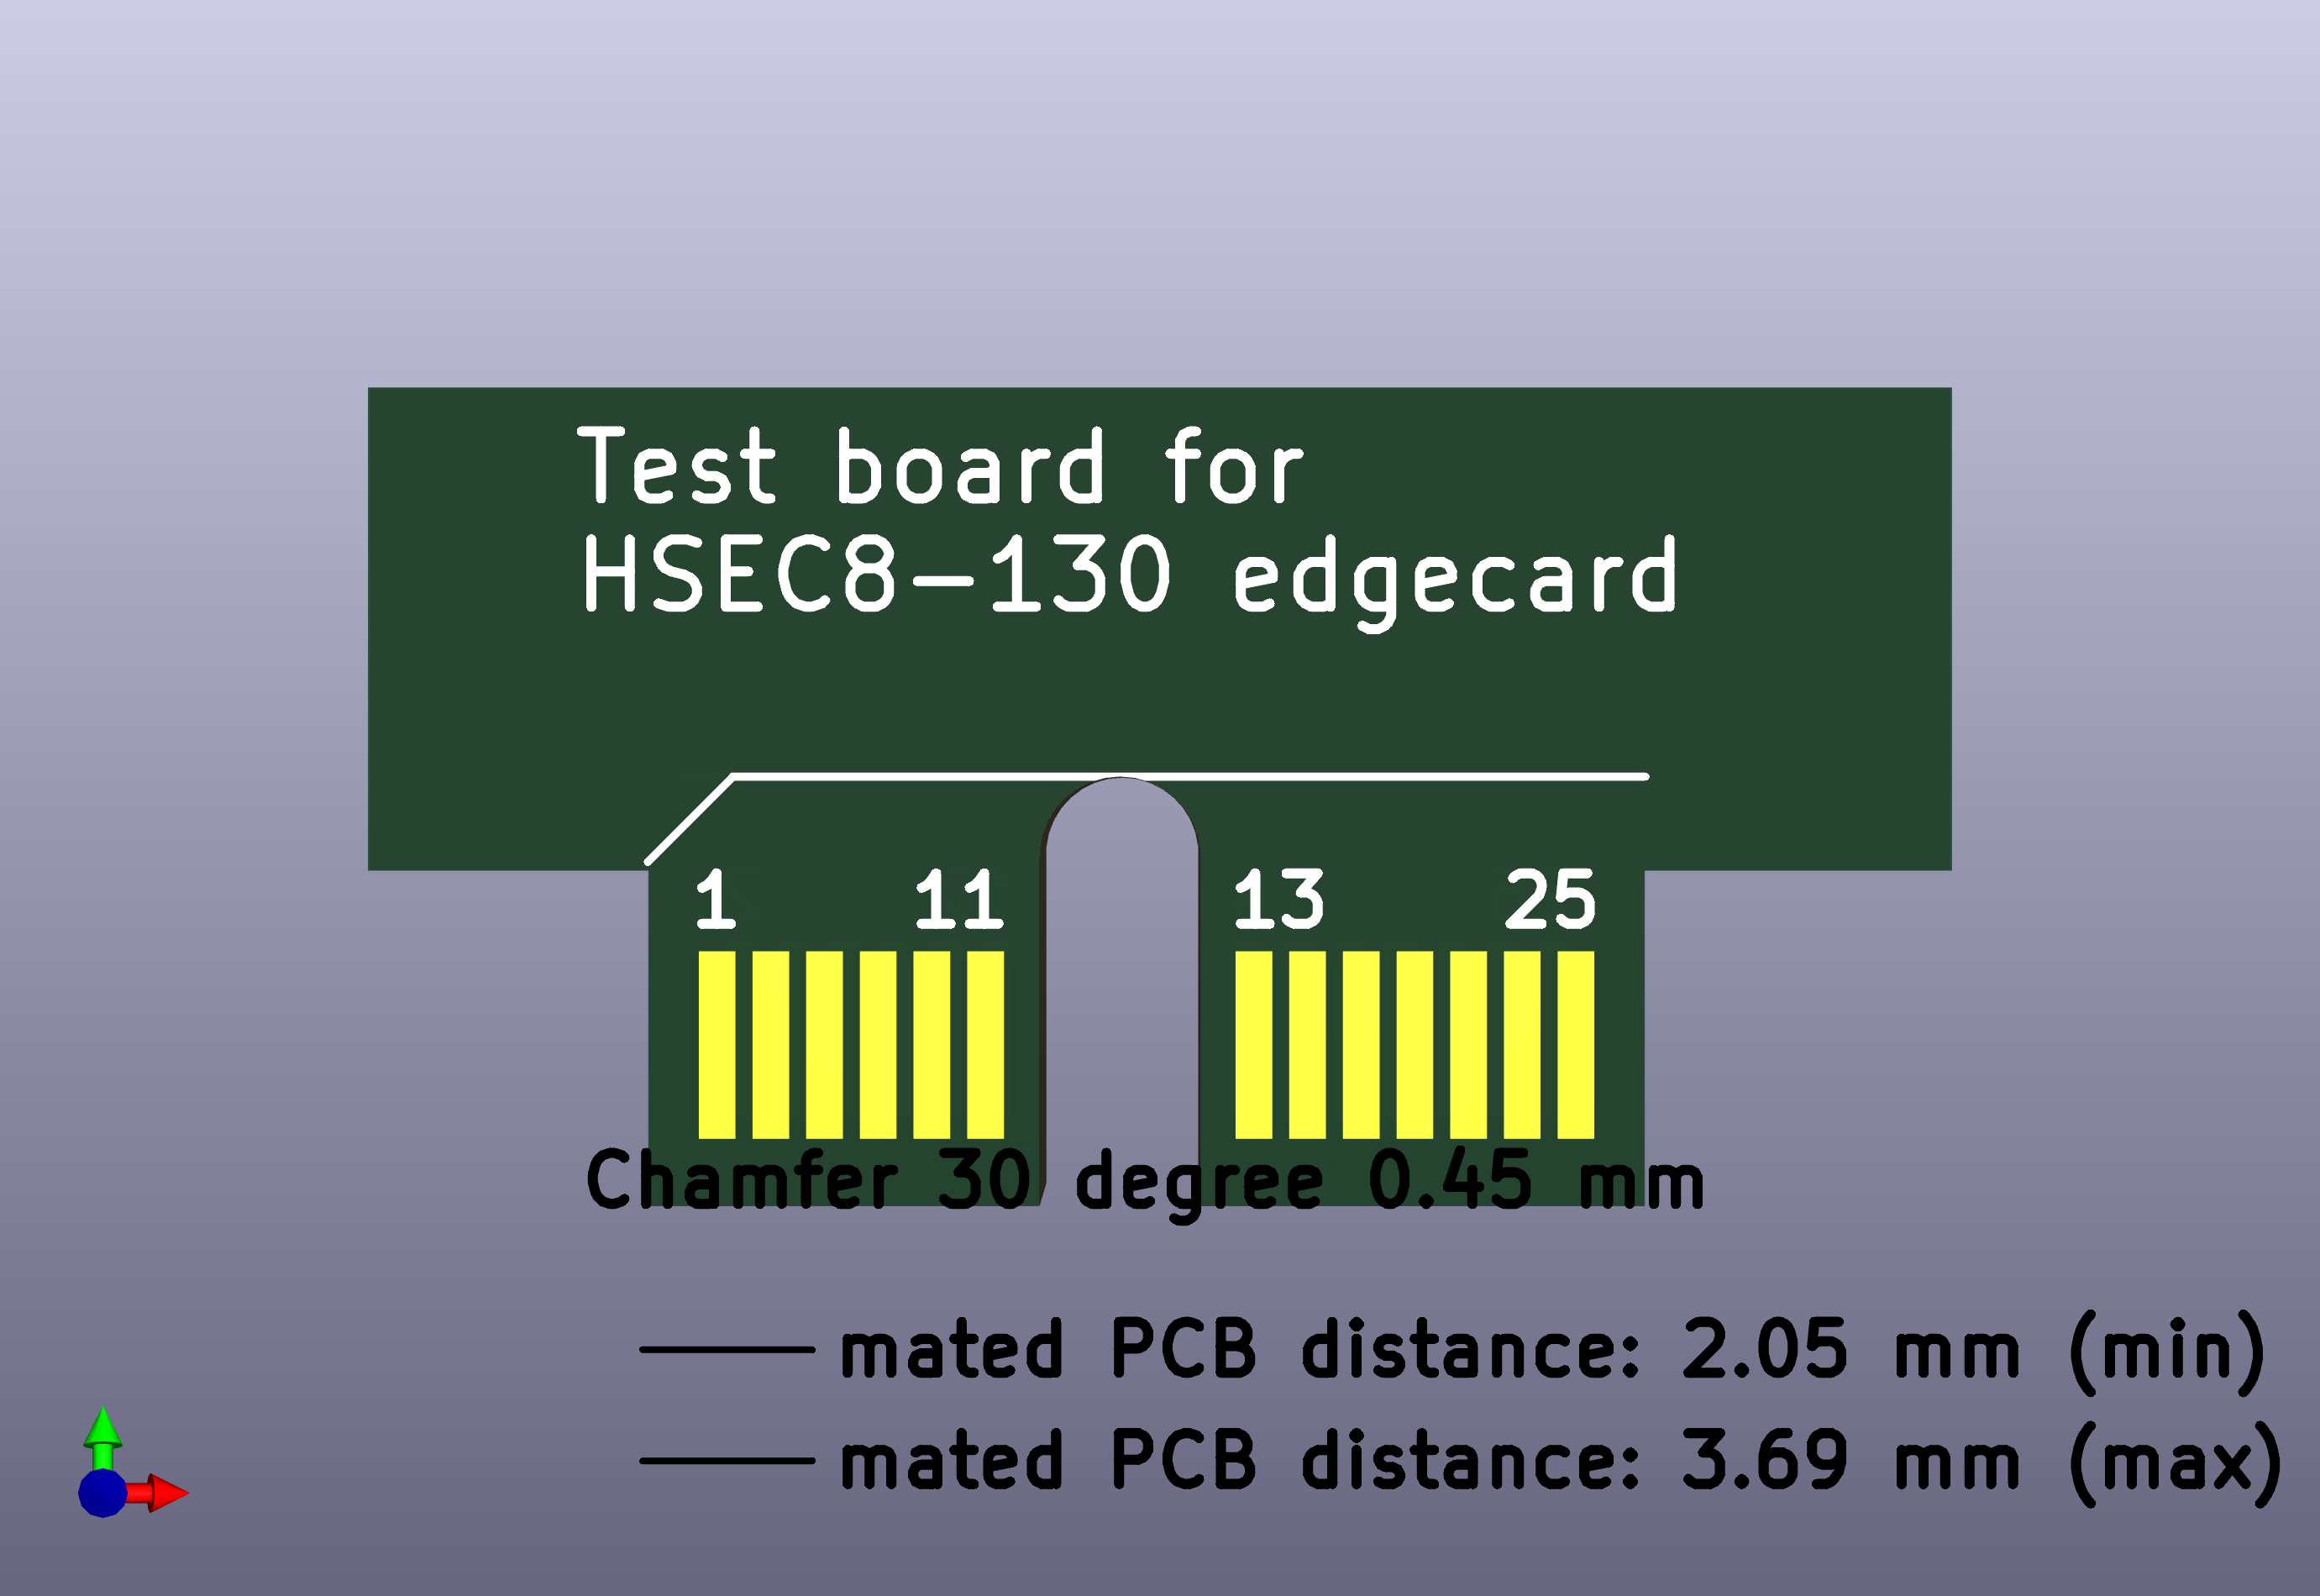 Test board for
HSEC8-130 edgecard
1 11 13 25
Chamfer 30 degree 0.45 mm
mated PCB distance: 2.05 mm (min)
mated PCB distance: 3.69 mm (max)